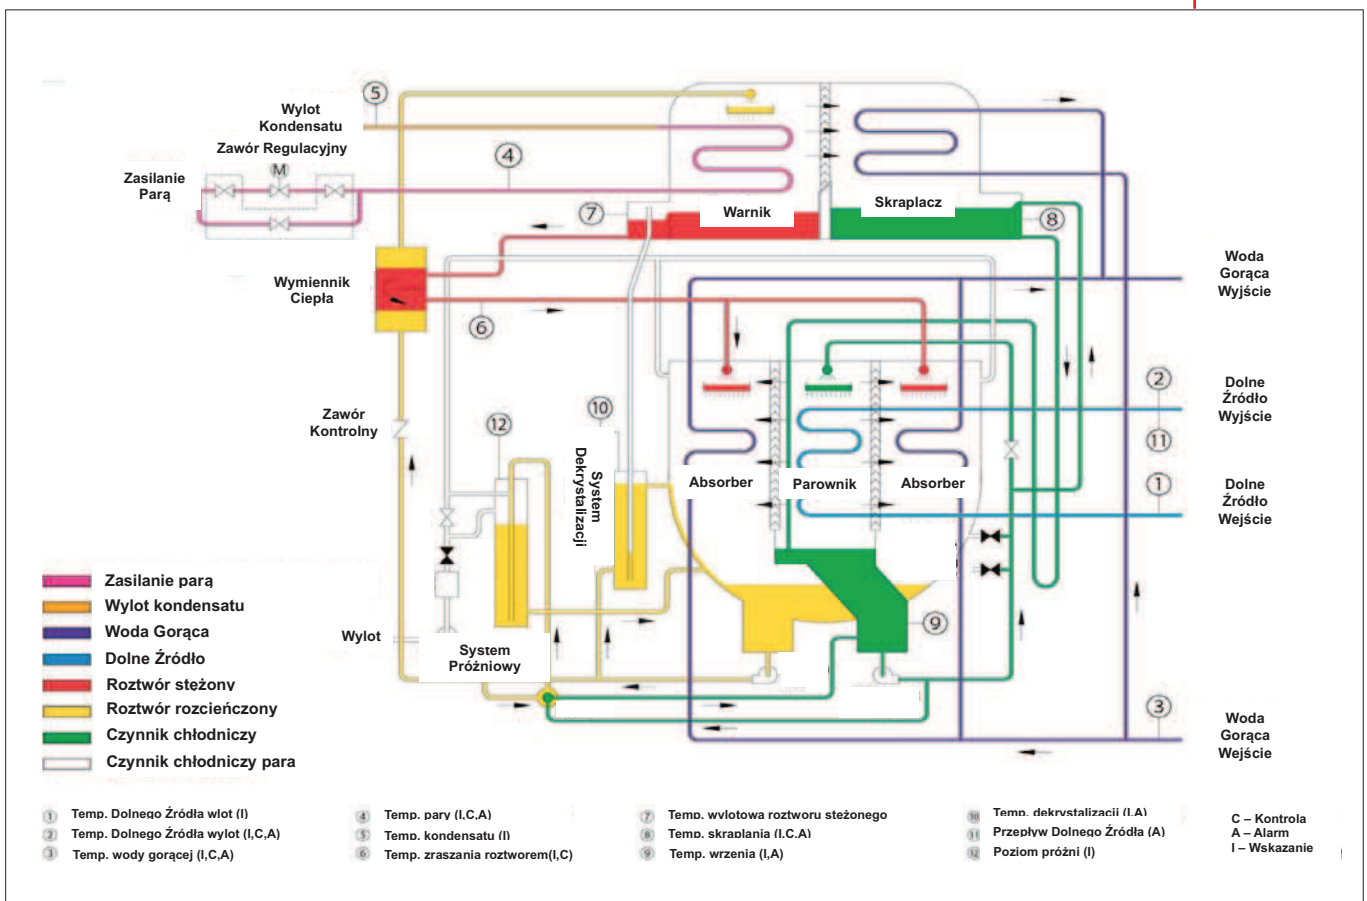 5
Wylot
Kondensatu
Zawór Regulacyjny
M
Zasilanie
Parą
4
7
Warnik
Skraplacz
8
Wymiennik
Ciepła
6
Woda
Gorąca
Wyjście
2
Dolne
Źródło
Wyjście
11
10
12
Zawór
Kontrolny
System
Dekrystalizacji
Absorber
Parownik
Absorber
1
Dolne
Źródło
Wejście
Zasilanie parą
Wylot kondensatu
Woda Gorąca
Dolne Źródło
Roztwór stężony
Roztwór rozcieńczony
Czynnik chłodniczy
Czynnik chłodniczy para
Wylot
System
Próżniowy
9
3
Woda
Gorąca
Wejście
1 Temp. Dolnego Źródła wlot (I)
2 Temp. Dolnego Źródła wylot (I,C,A)
3 Temp. wody gorącej (I,C,A)
4 Temp. pary (I,C,A)
5 Temp. kondensatu (I)
6 Temp. zraszania roztworem(I,C)
7 Temp. wylotowa roztworu stężonego
8 Temp. skraplania (I,C,A)
9 Temp. wrzenia (I,A)
10 Temp. dekrystalizacji (I,A)
11 Przepływ Dolnego Źródła (A)
12 Poziom próżni (I)
C – Kontrola
A – Alarm
I – Wskazanie